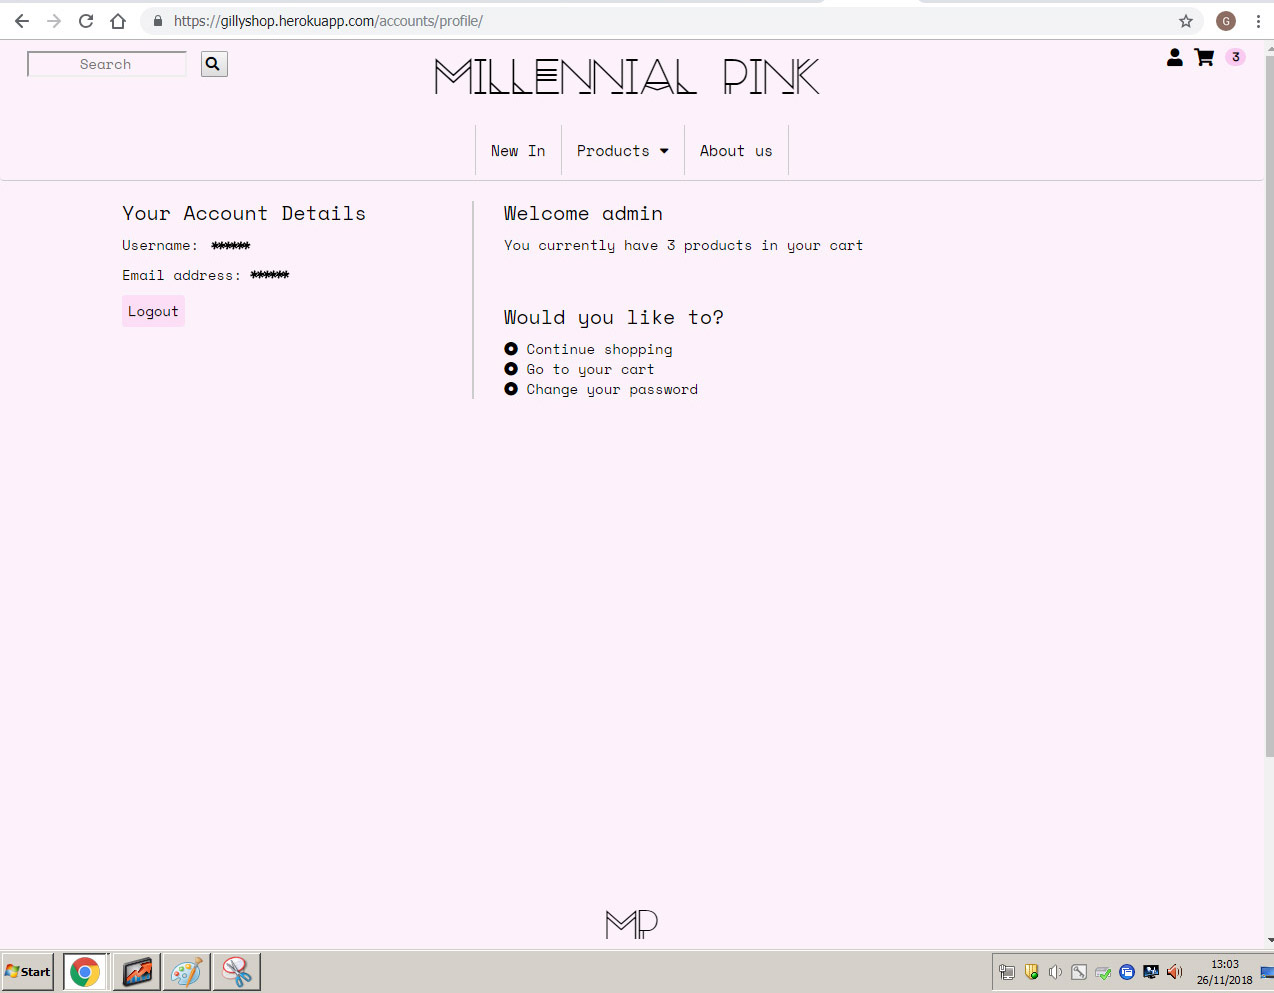 https://gillyshop.herokuapp.com/accounts/profile/
G
Search
MILLENNIAL PINK
3
New In
Products
About us
Your Account Details
Username: ******
Email address: ******
Logout
Welcome admin
You currently have 3 products in your cart
Would you like to?
Continue shopping
Go to your cart
Change your password
MP
Start
13:03
26/11/2018